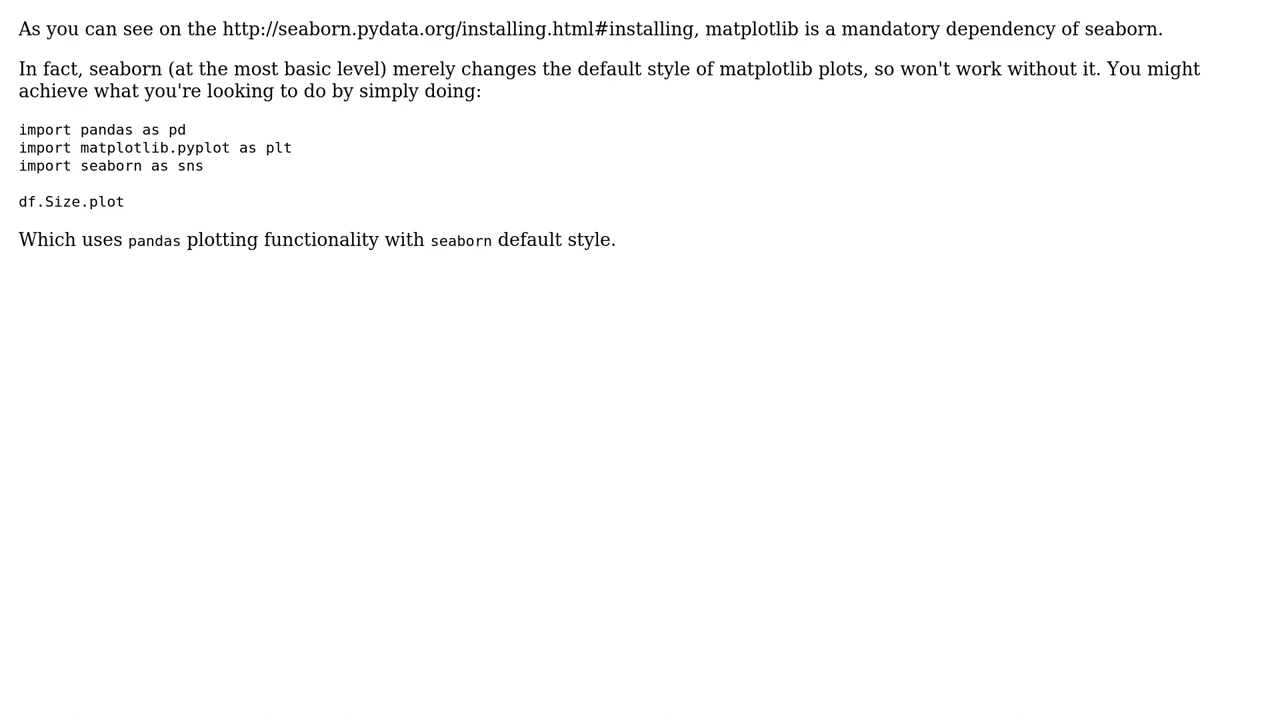 As you can see on the http://seaborn.pydata.org/installing.html#installing, matplotlib is a mandatory dependency of seaborn.
In fact, seaborn (at the most basic level) merely changes the default style of matplotlib plots, so won't work without it. You might
achieve what you're looking to do by simply doing:
import pandas as pd
import matplotlib.pyplot as plt
import seaborn as sns
df.Size.plot
Which uses pandas plotting functionality with seaborn default style.